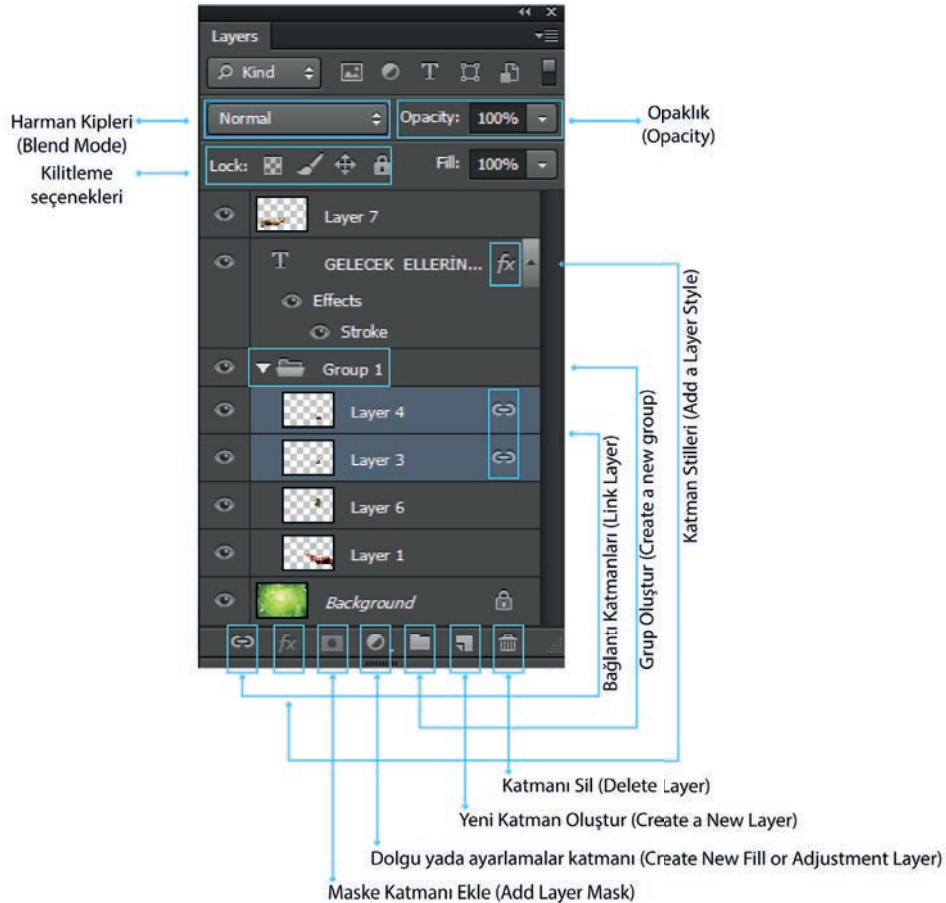 Layers
Kind T
Normal Opacity: 100%
Lock: Fill: 100%
Harman Kipleri
(Blend Mode)
Kilitleme
seçenekleri
Opaklık
(Opacity)
Layer 7
T GELECEK ELLERİN... fx
Effects
Stroke
Group 1
Layer 4
Layer 3
Layer 6
Layer 1
Background
fx
Bağlantı Katmanları (Link Layer)
Grup Oluştur (Create a new group)
Katman Stilleri (Add a Layer Style)
Katmanı Sil (Delete Layer)
Yeni Katman Oluştur (Create a New Layer)
Dolgu yada ayarlamalar katmanı (Create New Fill or Adjustment Layer)
Maske Katmanı Ekle (Add Layer Mask)